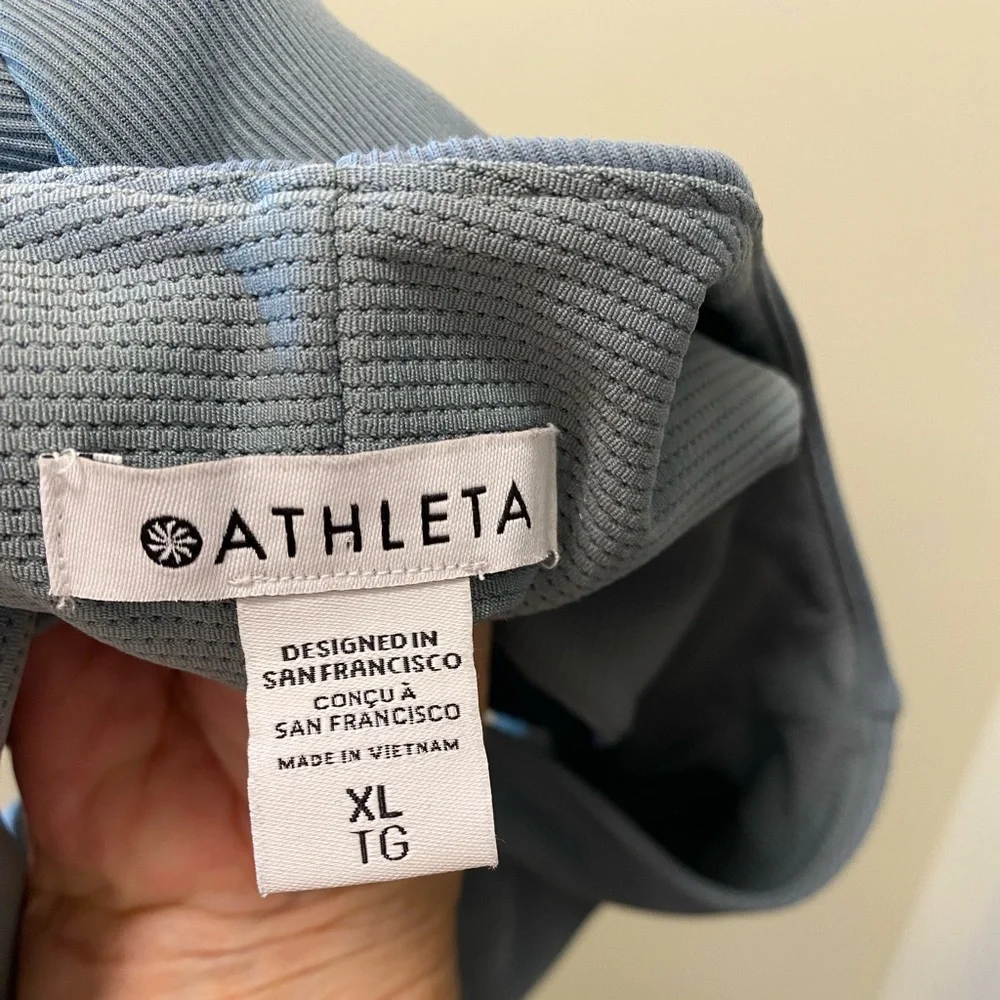 ATHLETA
DESIGNED IN
SAN FRANCISCO
CONÇU À
SAN FRANCISCO
MADE IN VIETNAM
XL
TG